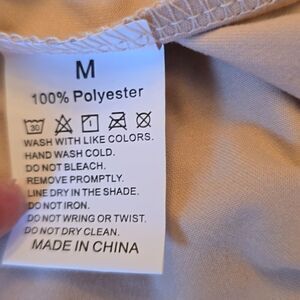 M
100% Polyester
30 1
WASH WITH LIKE COLORS.
HAND WASH COLD.
DO NOT BLEACH.
REMOVE PROMPTLY.
LINE DRY IN THE SHADE.
DO NOT IRON.
DO NOT WRING OR TWIST.
DO NOT DRY CLEAN.
MADE IN CHINA